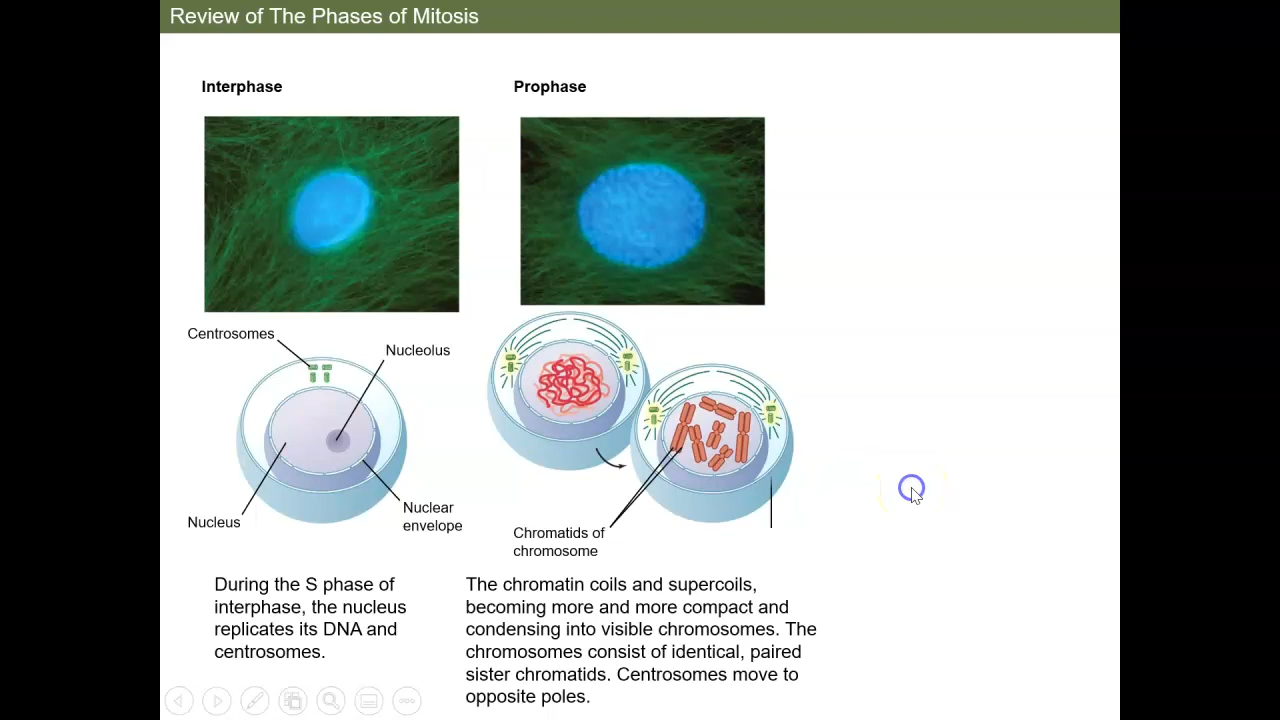 Review of The Phases of Mitosis
Interphase
Prophase
Centrosomes
Nucleolus
Nucleus
Nuclear
envelope
Chromatids of
chromosome
During the S phase of
interphase, the nucleus
replicates its DNA and
centrosomes.
The chromatin coils and supercoils,
becoming more and more compact and
condensing into visible chromosomes. The
chromosomes consist of identical, paired
sister chromatids. Centrosomes move to
opposite poles.